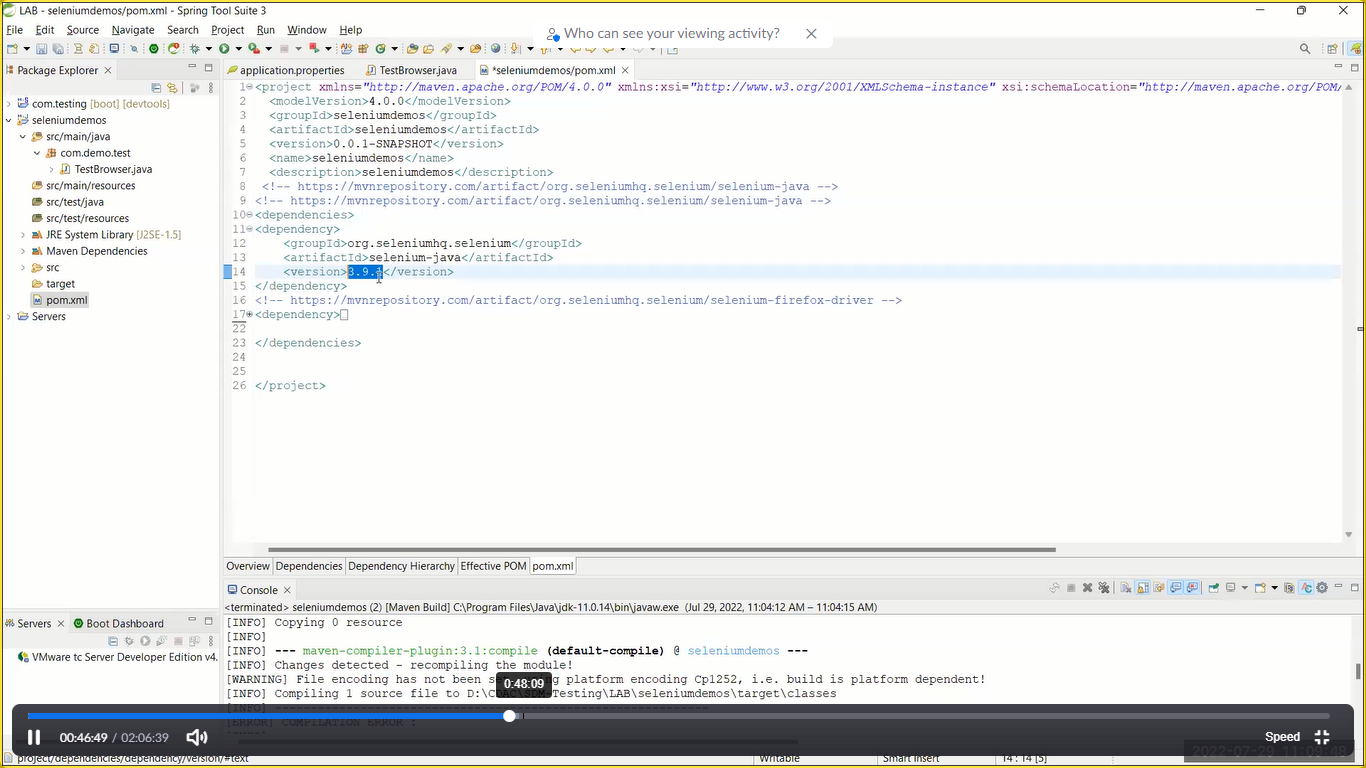 LAB - seleniumdemos/pom.xml - Spring Tool Suite 3
File Edit Source Navigate Search Project Run Window Help
Who can see your viewing activity?
Package Explorer
com.testing [boot] [devtools]
seleniumdemos
src/main/java
com.demo.test
TestBrowser.java
src/main/resources
src/test/java
src/test/resources
JRE System Library [J2SE-1.5]
Maven Dependencies
src
target
pom.xml
Servers
application.properties TestBrowser.java *seleniumdemos/pom.xml
1 <project xmlns="http://maven.apache.org/POM/4.0.0" xmlns:xsi="http://www.w3.org/2001/XMLSchema-instance" xsi:schemaLocation="http://maven.apache.org/POM/
2 <modelVersion>4.0.0</modelVersion>
3 <groupId>seleniumdemos</groupId>
4 <artifactId>seleniumdemos</artifactId>
5 <version>0.0.1-SNAPSHOT</version>
6 <name>seleniumdemos</name>
7 <description>seleniumdemos</description>
8 <!-- https://mvnrepository.com/artifact/org.seleniumhq.selenium/selenium-java -->
9 <!-- https://mvnrepository.com/artifact/org.seleniumhq.selenium/selenium-java -->
10 <dependencies>
11 <dependency>
12 <groupId>org.seleniumhq.selenium</groupId>
13 <artifactId>selenium-java</artifactId>
14 <version>3.9.</version>
15 </dependency>
16 <!-- https://mvnrepository.com/artifact/org.seleniumhq.selenium/selenium-firefox-driver -->
17 <dependency>
22
23 </dependencies>
24
25
26 </project>
Overview Dependencies Dependency Hierarchy Effective POM pom.xml
Servers Boot Dashboard
VMware tc Server Developer Edition v4.
Console
<terminated> seleniumdemos (2) [Maven Build] C:\Program Files\Java\jdk-11.0.14\bin\javaw.exe (Jul 29, 2022, 11:04:12 AM – 11:04:15 AM)
[INFO] Copying 0 resource
[INFO]
[INFO] --- maven-compiler-plugin:3.1:compile (default-compile) @ seleniumdemos ---
[INFO] Changes detected - recompiling the module!
[WARNING] File encoding has not been platform encoding Cp1252, i.e. build is platform dependent!
[INFO] Compiling 1 source file to D:\CDAC\ Testing\LAB\seleniumdemos\target\classes
[INFO] -------------------------------------------------------------
[ERROR] COMPILATION ERROR :
0:48:09
00:46:49 / 02:06:39
Speed
2022-07-29 11:09:48
project/dependencies/dependency/version/#text Writable Smart Insert 14 : 14 [5]